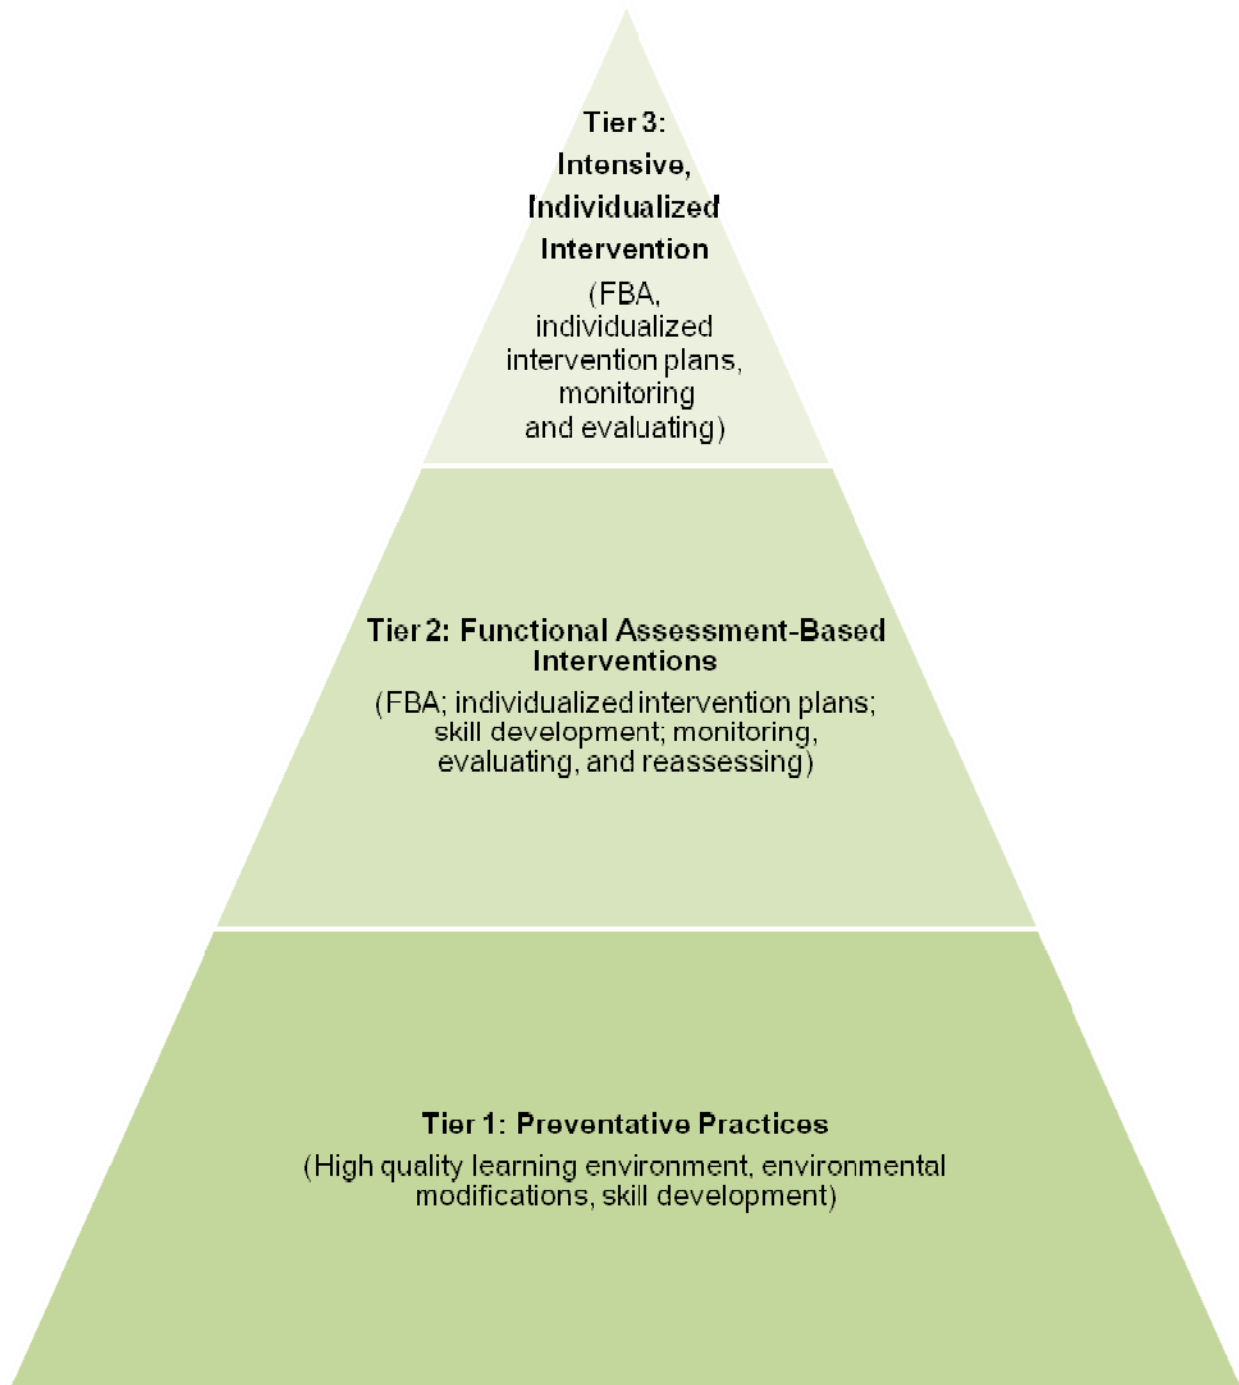 Tier 3:
Intensive,
Individualized
Intervention
(FBA,
individualized
intervention plans,
monitoring
and evaluating)
Tier 2: Functional Assessment-Based
Interventions
(FBA; individualized intervention plans;
skill development; monitoring,
evaluating, and reassessing)
Tier 1: Preventative Practices
(High quality learning environment, environmental
modifications, skill development)